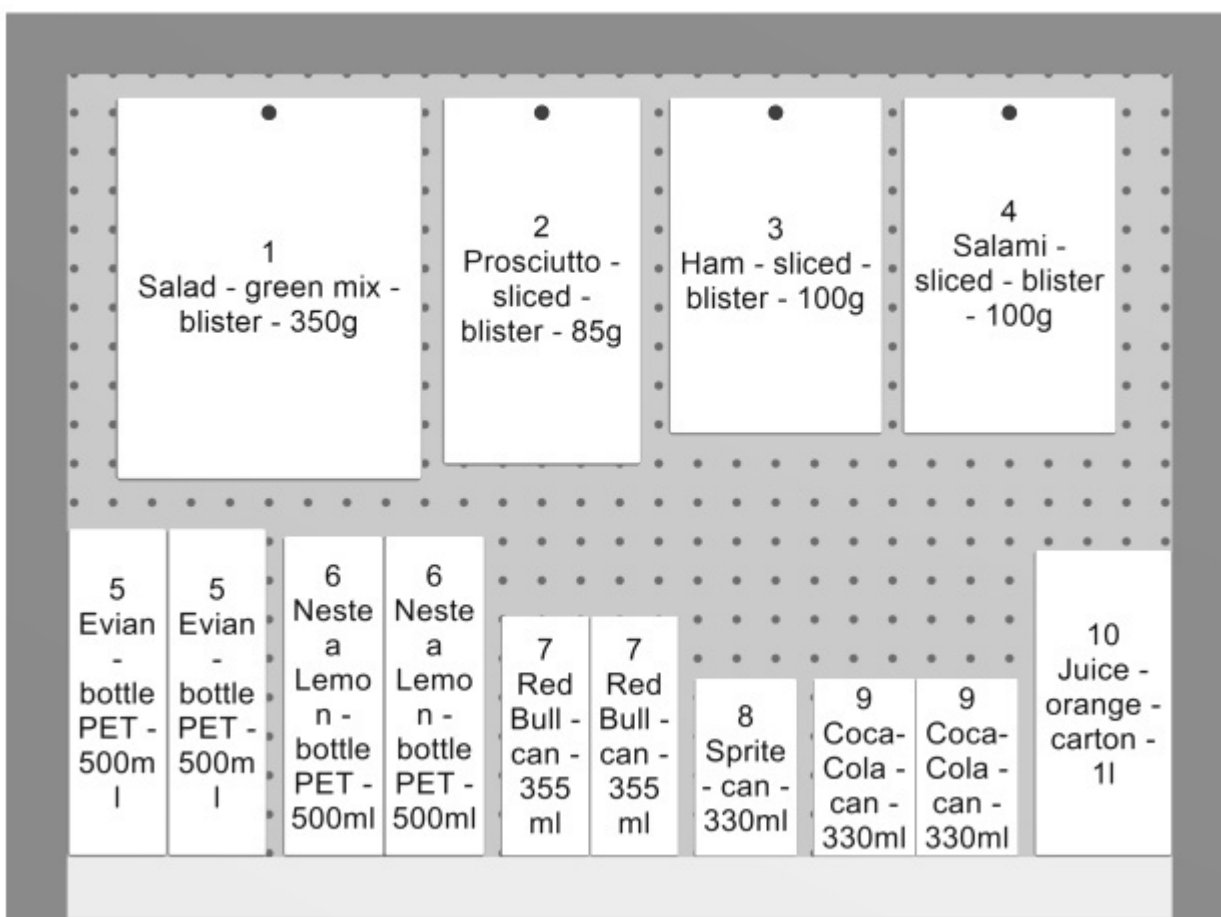 1
Salad - green mix -
blister - 350g
2
Prosciutto -
sliced -
blister - 85g
3
Ham - sliced -
blister - 100g
4
Salami -
sliced - blister
- 100g
5
Evian
-
bottle
PET -
500m
l
5
Evian
-
bottle
PET -
500m
l
6
Neste
a
Lemo
n -
bottle
PET -
500ml
6
Neste
a
Lemo
n -
bottle
PET -
500ml
7
Red
Bull -
can -
355
ml
7
Red
Bull -
can -
355
ml
8
Sprite
- can -
330ml
9
Coca-
Cola -
can -
330ml
9
Coca-
Cola -
can -
330ml
10
Juice -
orange -
carton -
1l